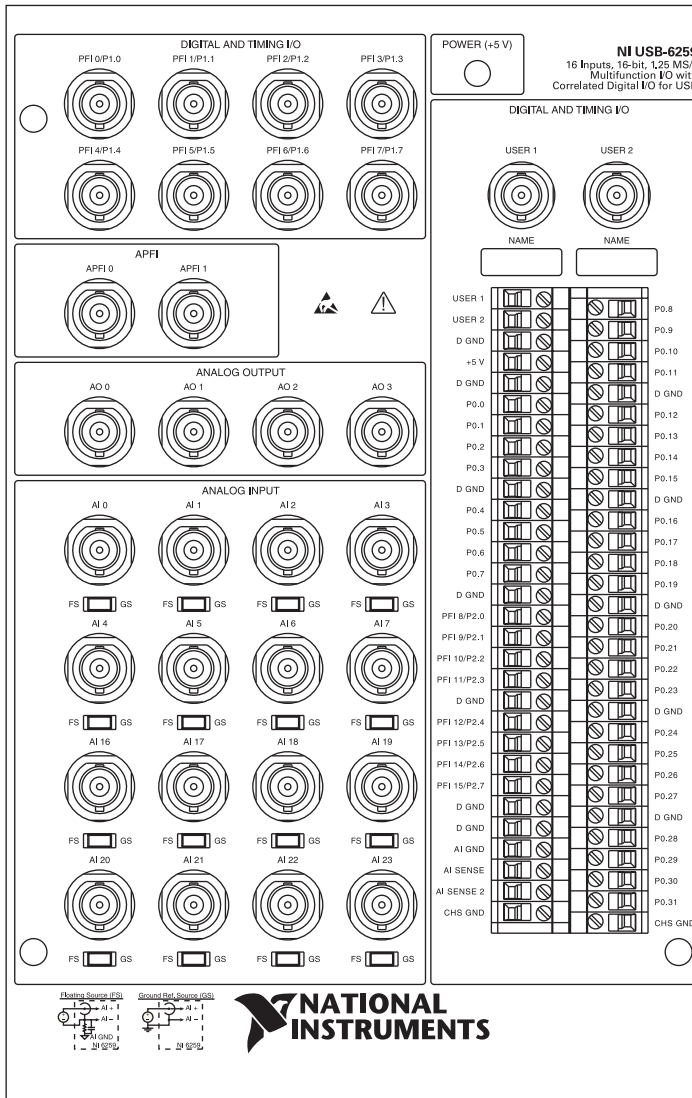 DIGITAL AND TIMING I/O
PFI 0/P1.0 PFI 1/P1.1 PFI 2/P1.2 PFI 3/P1.3
PFI 4/P1.4 PFI 5/P1.5 PFI 6/P1.6 PFI 7/P1.7
POWER (+5 V)
NI USB-6259
16 Inputs, 16-bit, 1.25 MS/
Multifunction I/O wit
Correlated Digital I/O for USB
APFI
APFI 0 APFI 1
ANALOG OUTPUT
AO 0 AO 1 AO 2 AO 3
ANALOG INPUT
AI 0 AI 1 AI 2 AI 3
FS GS FS GS FS GS FS GS
AI 4 AI 5 AI 6 AI 7
FS GS FS GS FS GS FS GS
AI 16 AI 17 AI 18 AI 19
FS GS FS GS FS GS FS GS
AI 20 AI 21 AI 22 AI 23
FS GS FS GS FS GS FS GS
DIGITAL AND TIMING I/O
USER 1 USER 2
NAME NAME
USER 1
USER 2
D GND
+5 V
D GND
P0.0
P0.1
P0.2
P0.3
D GND
P0.4
P0.5
P0.6
P0.7
D GND
PFI 8/P2.0
PFI 9/P2.1
PFI 10/P2.2
PFI 11/P2.3
D GND
PFI 12/P2.4
PFI 13/P2.5
PFI 14/P2.6
PFI 15/P2.7
D GND
D GND
AI GND
AI SENSE
AI SENSE 2
CHS GND
P0.8
P0.9
P0.10
P0.11
D GND
P0.12
P0.13
P0.14
P0.15
D GND
P0.16
P0.17
P0.18
P0.19
D GND
P0.20
P0.21
P0.22
P0.23
D GND
P0.24
P0.25
P0.26
P0.27
D GND
P0.28
P0.29
P0.30
P0.31
CHS GND
Floating Source (FS)
AI +
AI –
AI GND
NI 6259
Ground Ref. Source (GS)
AI +
AI –
NI 6259
NATIONAL
INSTRUMENTS